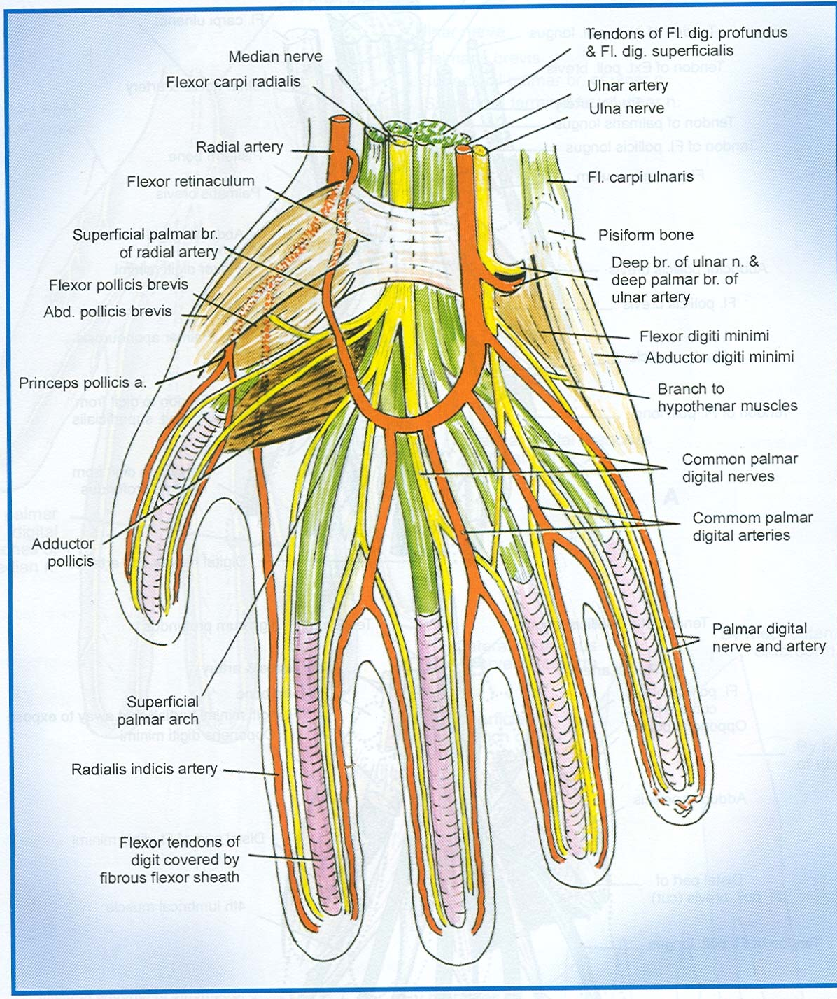 Median nerve
Flexor carpi radialis
Radial artery
Flexor retinaculum
Superficial palmar br.
of radial artery
Flexor pollicis brevis
Abd. pollicis brevis
Princeps pollicis a.
Adductor
pollicis
Superficial
palmar arch
Radialis indicis artery
Flexor tendons of
digit covered by
fibrous flexor sheath
Tendons of Fl. dig. profundus
& Fl. dig. superficialis
Ulnar artery
Ulna nerve
Fl. carpi ulnaris
Pisiform bone
Deep br. of ulnar n. &
deep palmar br. of
ulnar artery
Flexor digiti minimi
Abductor digiti minimi
Branch to
hypothenar muscles
Common palmar
digital nerves
Commom palmar
digital arteries
Palmar digital
nerve and artery